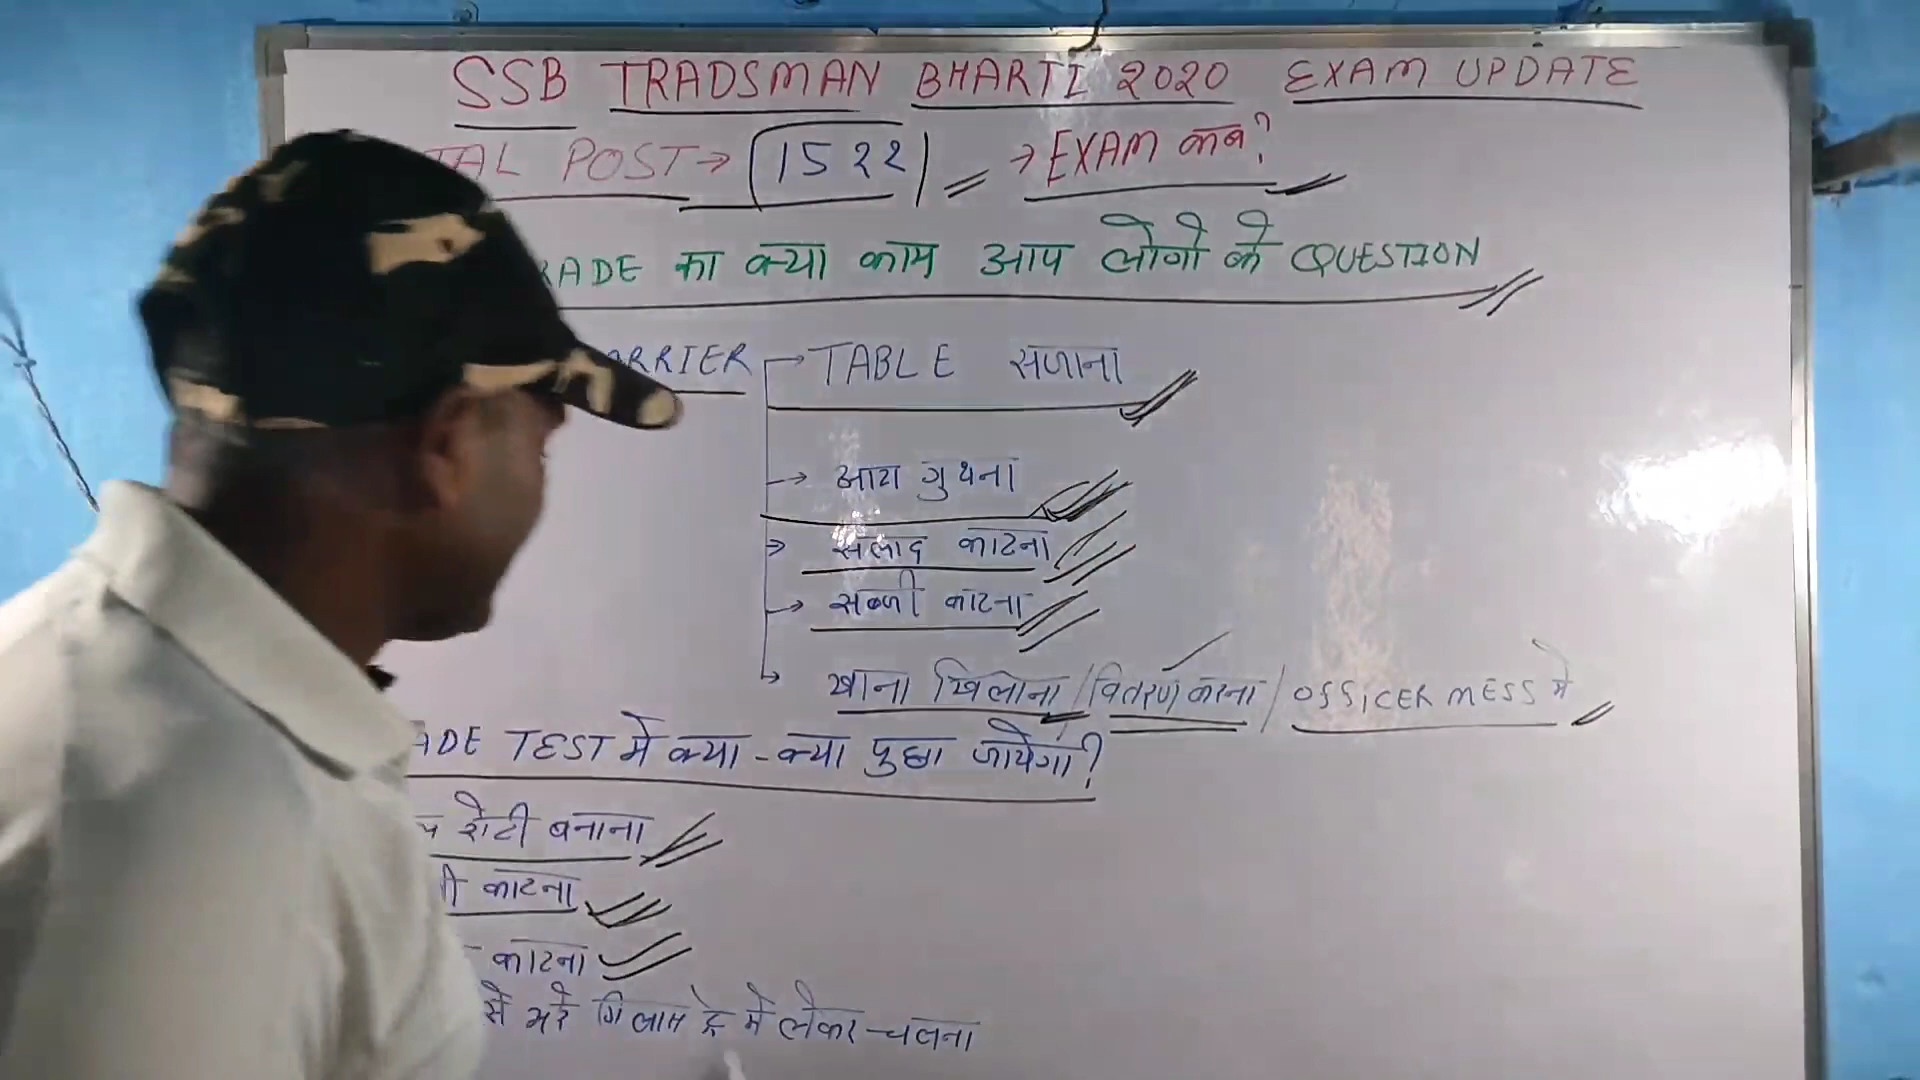 SSB TRADSMAN BHARTI 2020 EXAM UPDATE
TAL POST → 1522 → EXAM कब?
RADE का क्या काम आप लोगो के QUESTION
ARRIER → TABLE सजाना
→ आटा गुथना
→ सलाद काटना
→ सब्जी काटना
→ खाना खिलाना / वितरण करना / OFFICER MESS मे
ADE TEST मे क्या-क्या पुछा जायेगा?
रोटी बनाना
काटना
काटना
से भरे गिलास ट्रे मे लेकर चलना